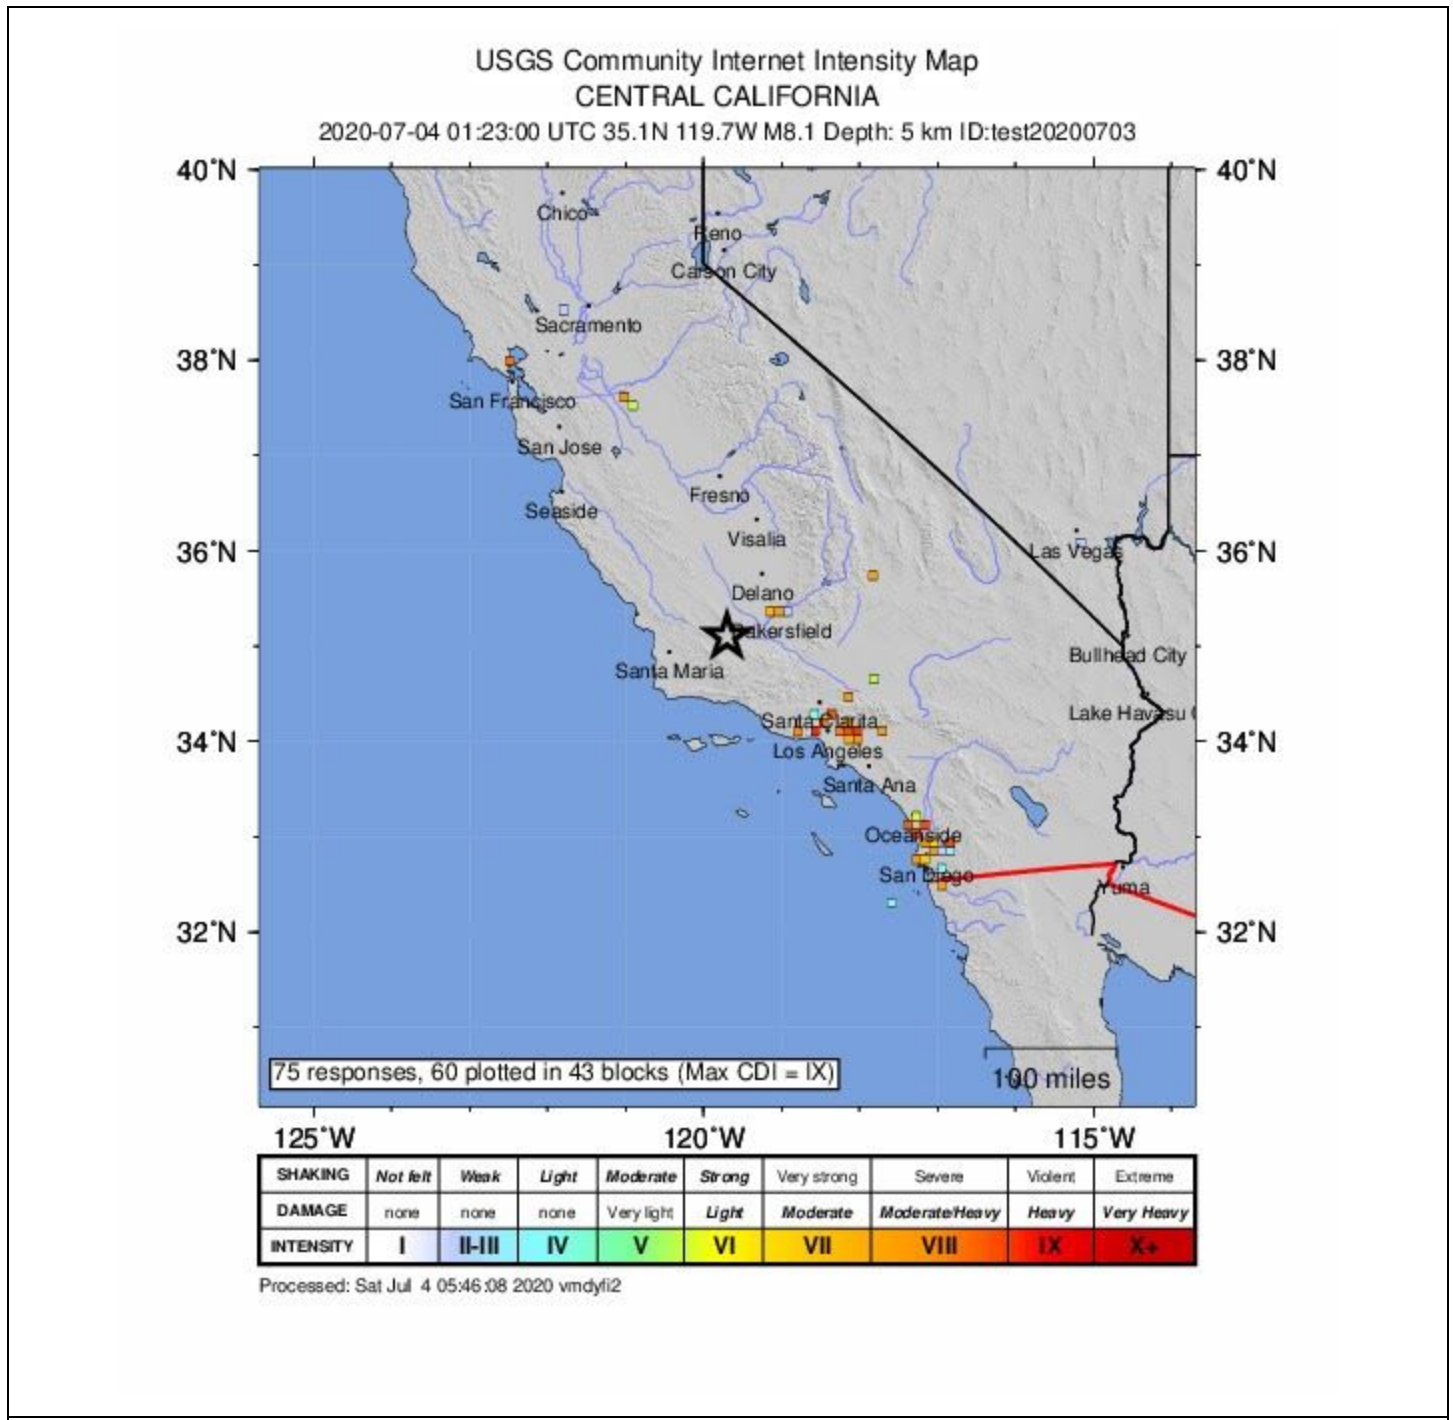 USGS Community Internet Intensity Map
CENTRAL CALIFORNIA
2020-07-04 01:23:00 UTC 35.1N 119.7W M8.1 Depth: 5 km ID:test20200703
40˚N 40˚N
Chico
Reno
Carson City
Sacramento
38˚N 38˚N
San Francisco
San Jose
Fresno
Seaside
Visalia
36˚N Las Vegas 36˚N
Delano
Bakersfield
Bullhead City
Santa Maria
Lake Havasu C
Santa Clarita
34˚N 34˚N
Los Angeles
Santa Ana
Oceanside
San Diego
Yuma
32˚N 32˚N
75 responses, 60 plotted in 43 blocks (Max CDI = IX)
100 miles
125˚W 120˚W 115˚W
SHAKING Not felt Weak Light Moderate Strong Very strong Severe Violent Extreme
DAMAGE none none none Very light Light Moderate Moderate/Heavy Heavy Very Heavy
INTENSITY I II-III IV V VI VII VIII IX X+
Processed: Sat Jul 4 05:46:08 2020 vmdyfi2